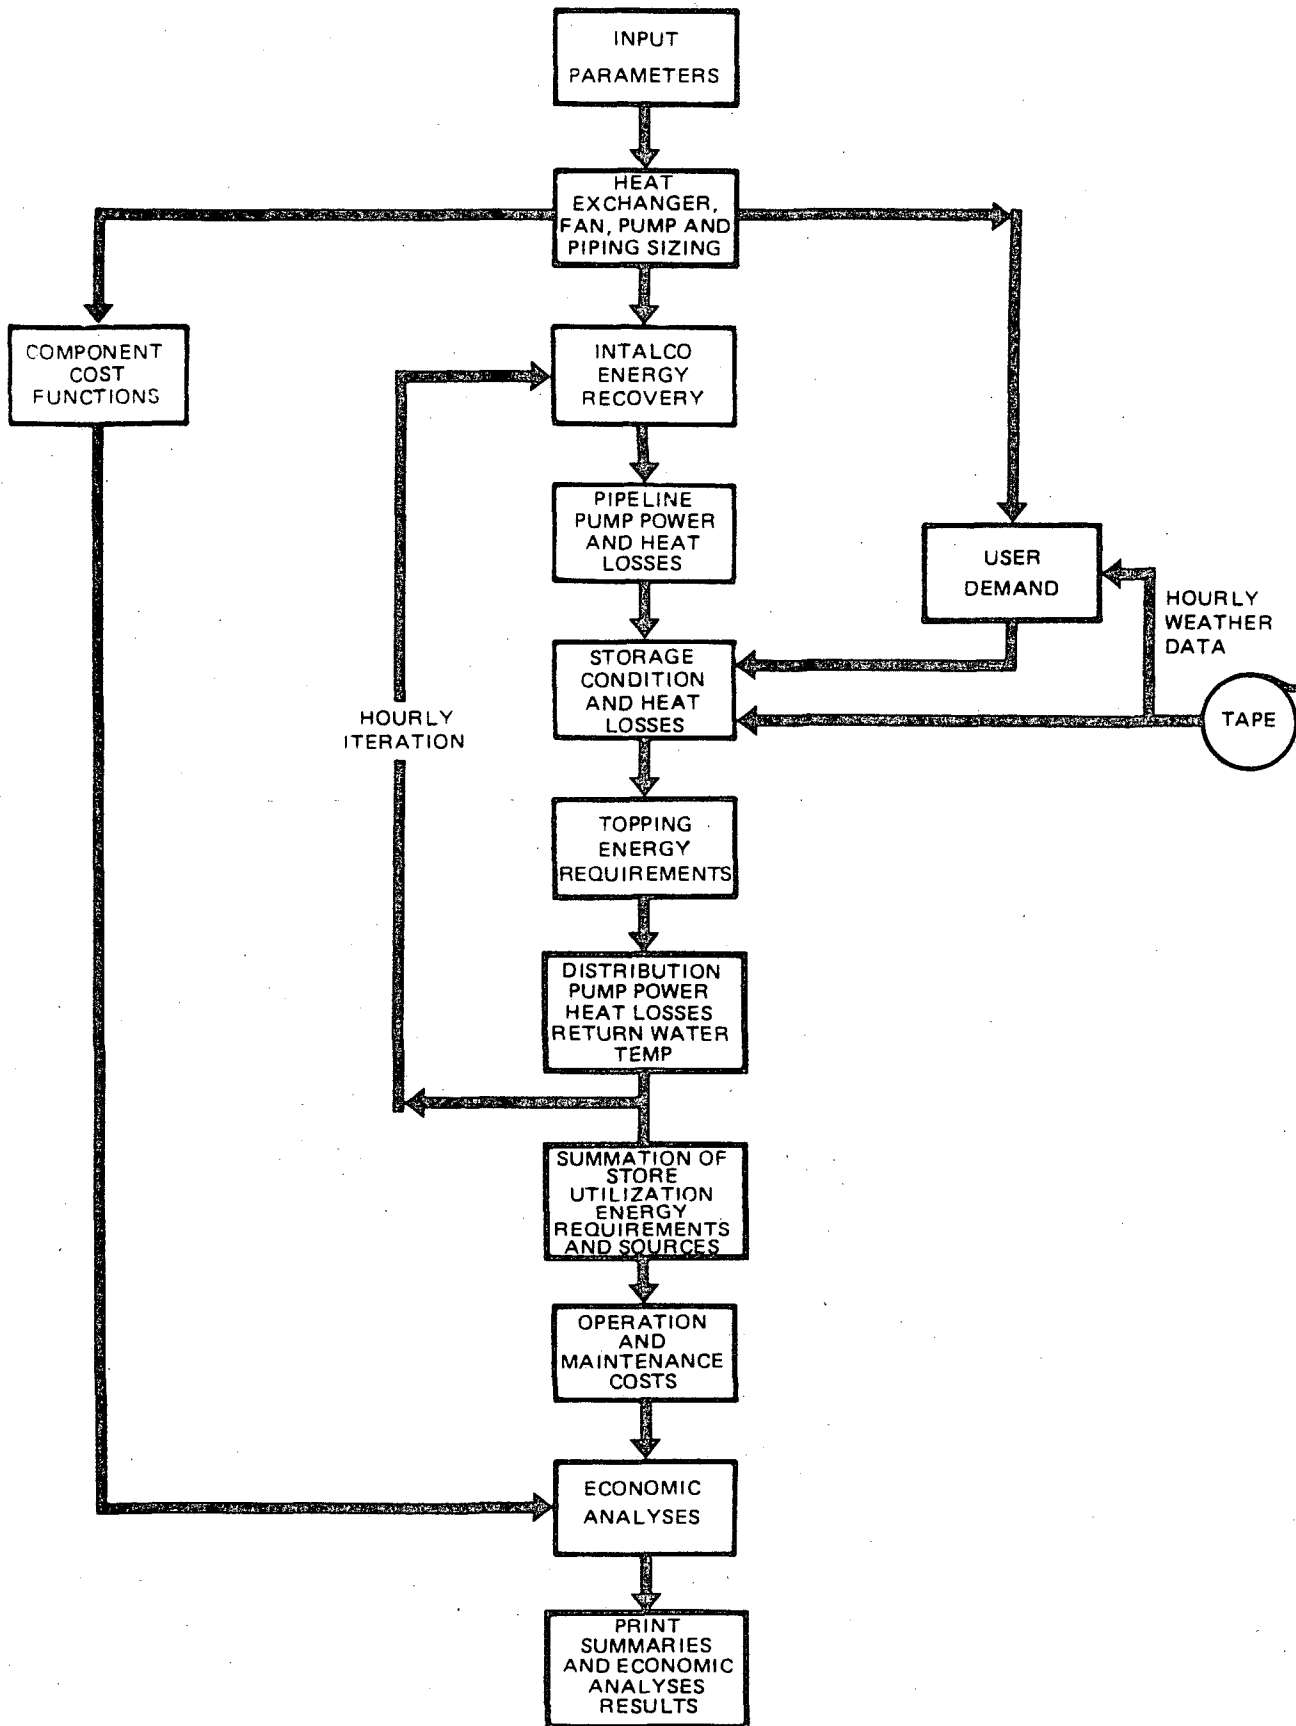 INPUT
PARAMETERS
HEAT
EXCHANGER,
FAN, PUMP AND
PIPING SIZING
COMPONENT
COST
FUNCTIONS
INTALCO
ENERGY
RECOVERY
PIPELINE
PUMP POWER
AND HEAT
LOSSES
USER
DEMAND
HOURLY
WEATHER
DATA
STORAGE
CONDITION
AND HEAT
LOSSES
TAPE
HOURLY
ITERATION
TOPPING
ENERGY
REQUIREMENTS
DISTRIBUTION
PUMP POWER
HEAT LOSSES
RETURN WATER
TEMP
SUMMATION OF
STORE
UTILIZATION
ENERGY
REQUIREMENTS
AND SOURCES
OPERATION
AND
MAINTENANCE
COSTS
ECONOMIC
ANALYSES
PRINT
SUMMARIES
AND ECONOMIC
ANALYSES
RESULTS